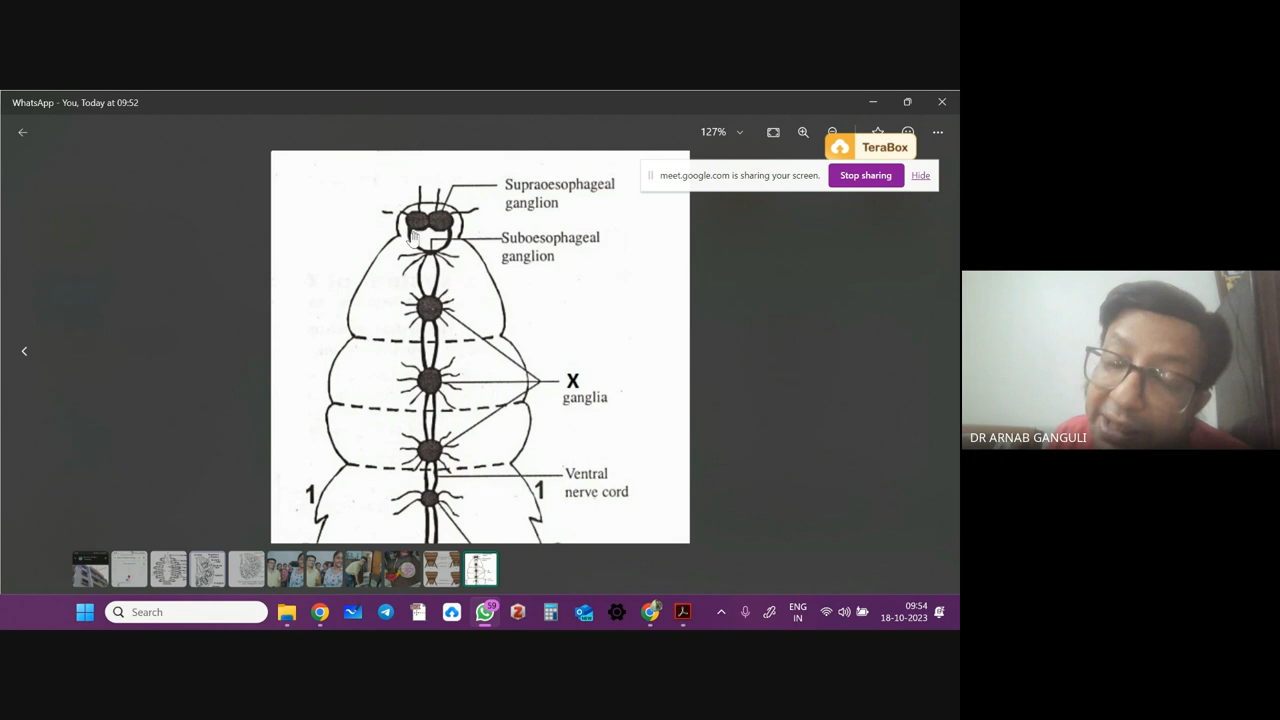 WhatsApp - You, Today at 09:52
127%
TeraBox
meet.google.com is sharing your screen.
Stop sharing
Hide
Supraoesophageal
ganglion
Suboesophageal
ganglion
X
ganglia
Ventral
nerve cord
1
1
DR ARNAB GANGULI
Search
59
ENG
IN
09:54
18-10-2023